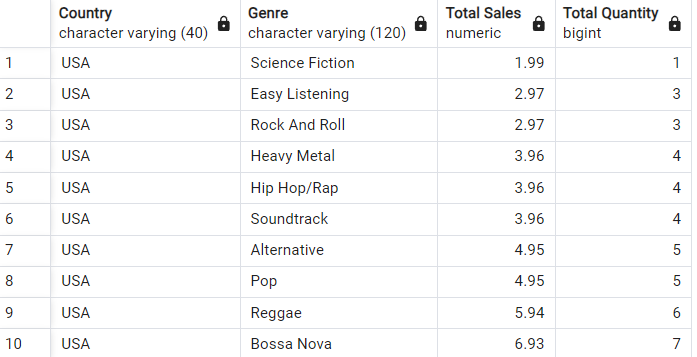 Country Genre Total Sales Total Quantity
character varying (40) character varying (120) numeric bigint
1 USA Science Fiction 1.99 1
2 USA Easy Listening 2.97 3
3 USA Rock And Roll 2.97 3
4 USA Heavy Metal 3.96 4
5 USA Hip Hop/Rap 3.96 4
6 USA Soundtrack 3.96 4
7 USA Alternative 4.95 5
8 USA Pop 4.95 5
9 USA Reggae 5.94 6
10 USA Bossa Nova 6.93 7